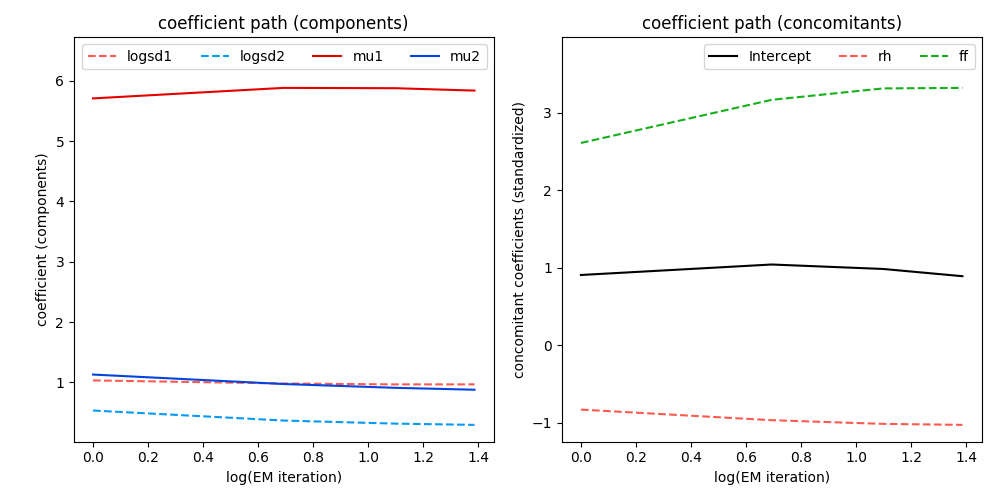 coefficient path (components)
logsd1 logsd2 mu1 mu2
coefficient (components)
6
5
4
3
2
1
0.0 0.2 0.4 0.6 0.8 1.0 1.2 1.4
log(EM iteration)
coefficient path (concomitants)
Intercept rh ff
concomitant coefficients (standardized)
3
2
1
0
−1
0.0 0.2 0.4 0.6 0.8 1.0 1.2 1.4
log(EM iteration)